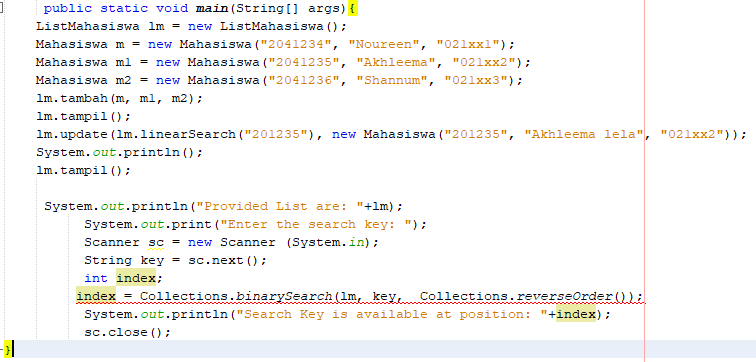 public static void main(String[] args){
ListMahasiswa lm = new ListMahasiswa();
Mahasiswa m = new Mahasiswa("2041234", "Noureen", "021xx1");
Mahasiswa m1 = new Mahasiswa("2041235", "Akhleema", "021xx2");
Mahasiswa m2 = new Mahasiswa("2041236", "Shannum", "021xx3");
lm.tambah(m, m1, m2);
lm.tampil();
lm.update(lm.linearSearch("201235"), new Mahasiswa("201235", "Akhleema lela", "021xx2"));
System.out.println();
lm.tampil();
System.out.println("Provided List are: "+lm);
System.out.print("Enter the search key: ");
Scanner sc = new Scanner (System.in);
String key = sc.next();
int index;
index = Collections.binarySearch(lm, key,  Collections.reverseOrder());
System.out.println("Search Key is available at position: "+index);
sc.close();
}